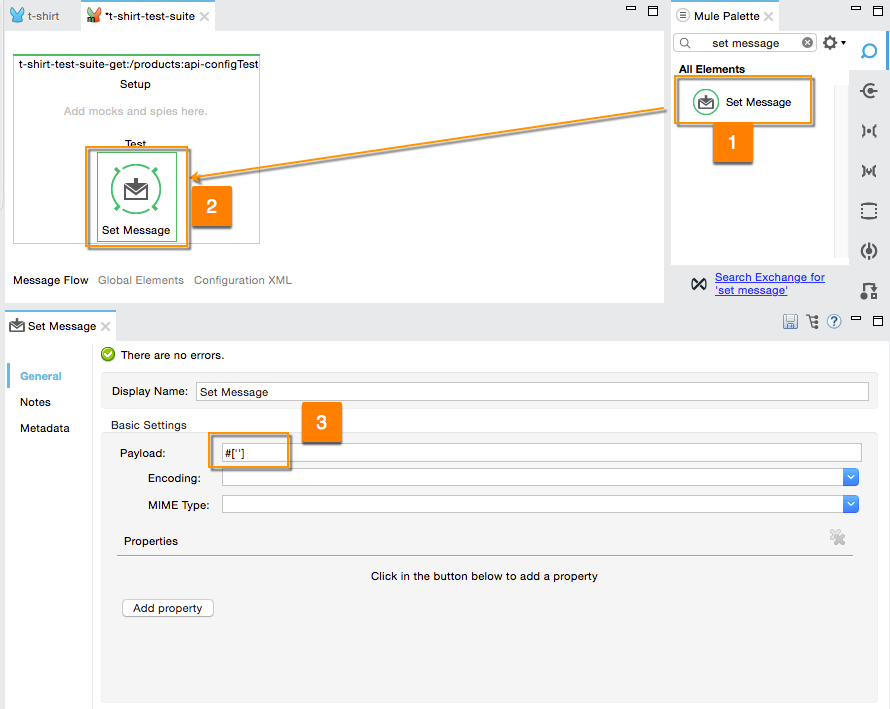 t-shirt
*t-shirt-test-suite
Mule Palette
set message
t-shirt-test-suite-get:/products:api-configTest
Setup
Add mocks and spies here.
Test
Set Message
2
All Elements
Set Message
1
Message Flow Global Elements Configuration XML
Search Exchange for
'set message'
Set Message
General
Notes
Metadata
There are no errors.
Display Name: Set Message
Basic Settings
3
Payload: #['']
Encoding:
MIME Type:
Properties
Click in the button below to add a property
Add property